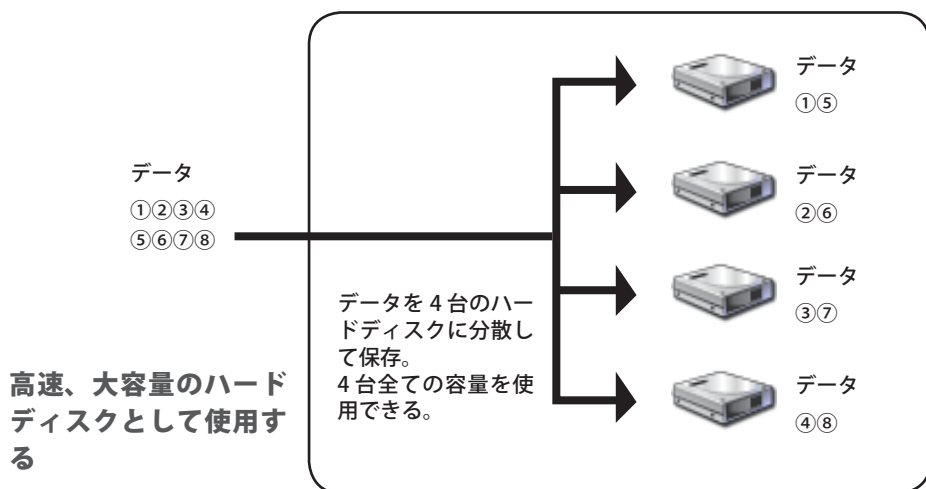 データ
①②③④
⑤⑥⑦⑧
高速、大容量のハード
ディスクとして使用す
る
データを 4 台のハー
ドディスクに分散し
て保存。
4 台全ての容量を使
用できる。
データ
①⑤
データ
②⑥
データ
③⑦
データ
④⑧